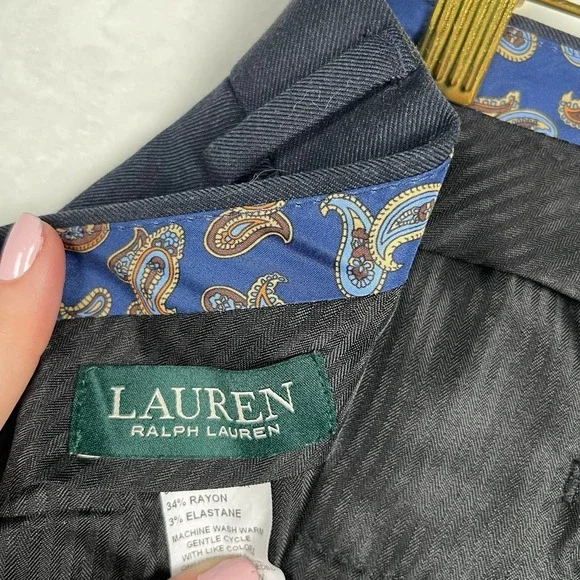 LAUREN
RALPH LAUREN
34% RAYON
3% ELASTANE
MACHINE WASH WARM
GENTLE CYCLE
WITH LIKE COLORS